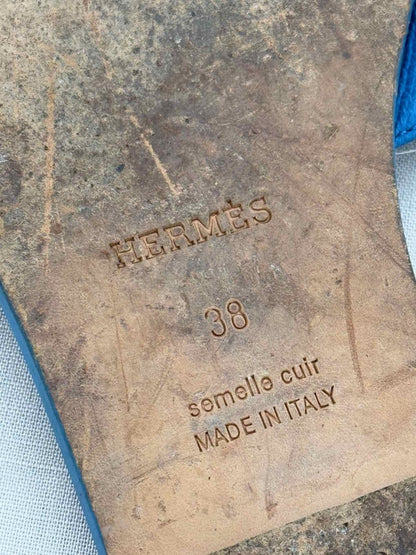 HERMÈS
38
semelle cuir
MADE IN ITALY